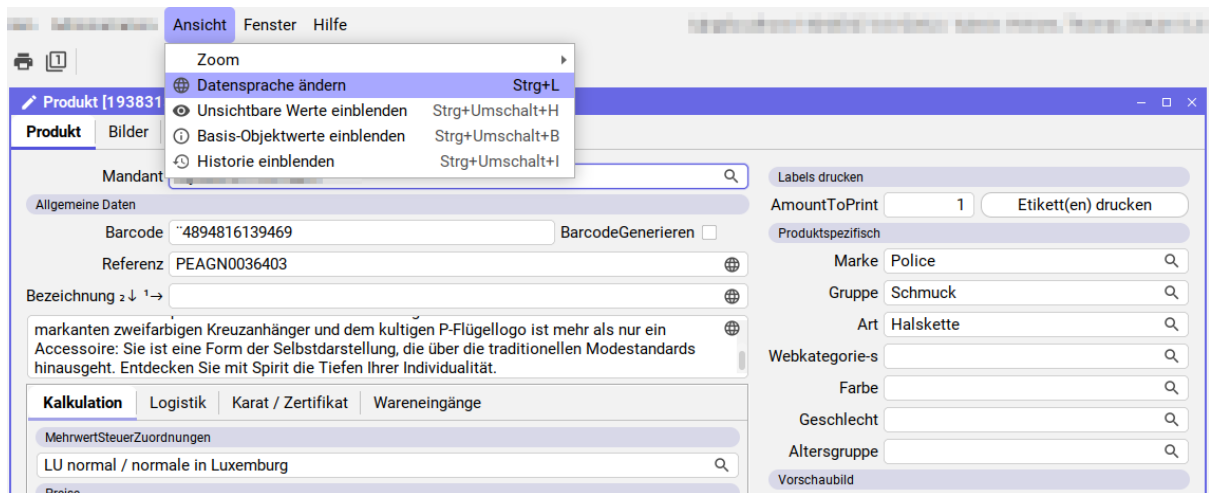 Ansicht Fenster Hilfe
Zoom
Datensprache ändern Strg+L
Unsichtbare Werte einblenden Strg+Umschalt+H
Basis-Objektwerte einblenden Strg+Umschalt+B
Historie einblenden Strg+Umschalt+I
Produkt [193831
Produkt Bilder
Mandant
Allgemeine Daten
Barcode ¨4894816139469 BarcodeGenerieren
Referenz PEAGN0036403
Bezeichnung ₂↓ ¹→
markanten zweifarbigen Kreuzanhänger und dem kultigen P-Flügellogo ist mehr als nur ein
Accessoire: Sie ist eine Form der Selbstdarstellung, die über die traditionellen Modestandards
hinausgeht. Entdecken Sie mit Spirit die Tiefen Ihrer Individualität.
Kalkulation Logistik Karat / Zertifikat Wareneingänge
MehrwertSteuerZuordnungen
LU normal / normale in Luxemburg
Preise
Labels drucken
AmountToPrint 1 Etikett(en) drucken
Produktspezifisch
Marke Police
Gruppe Schmuck
Art Halskette
Webkategorie-s
Farbe
Geschlecht
Altersgruppe
Vorschaubild